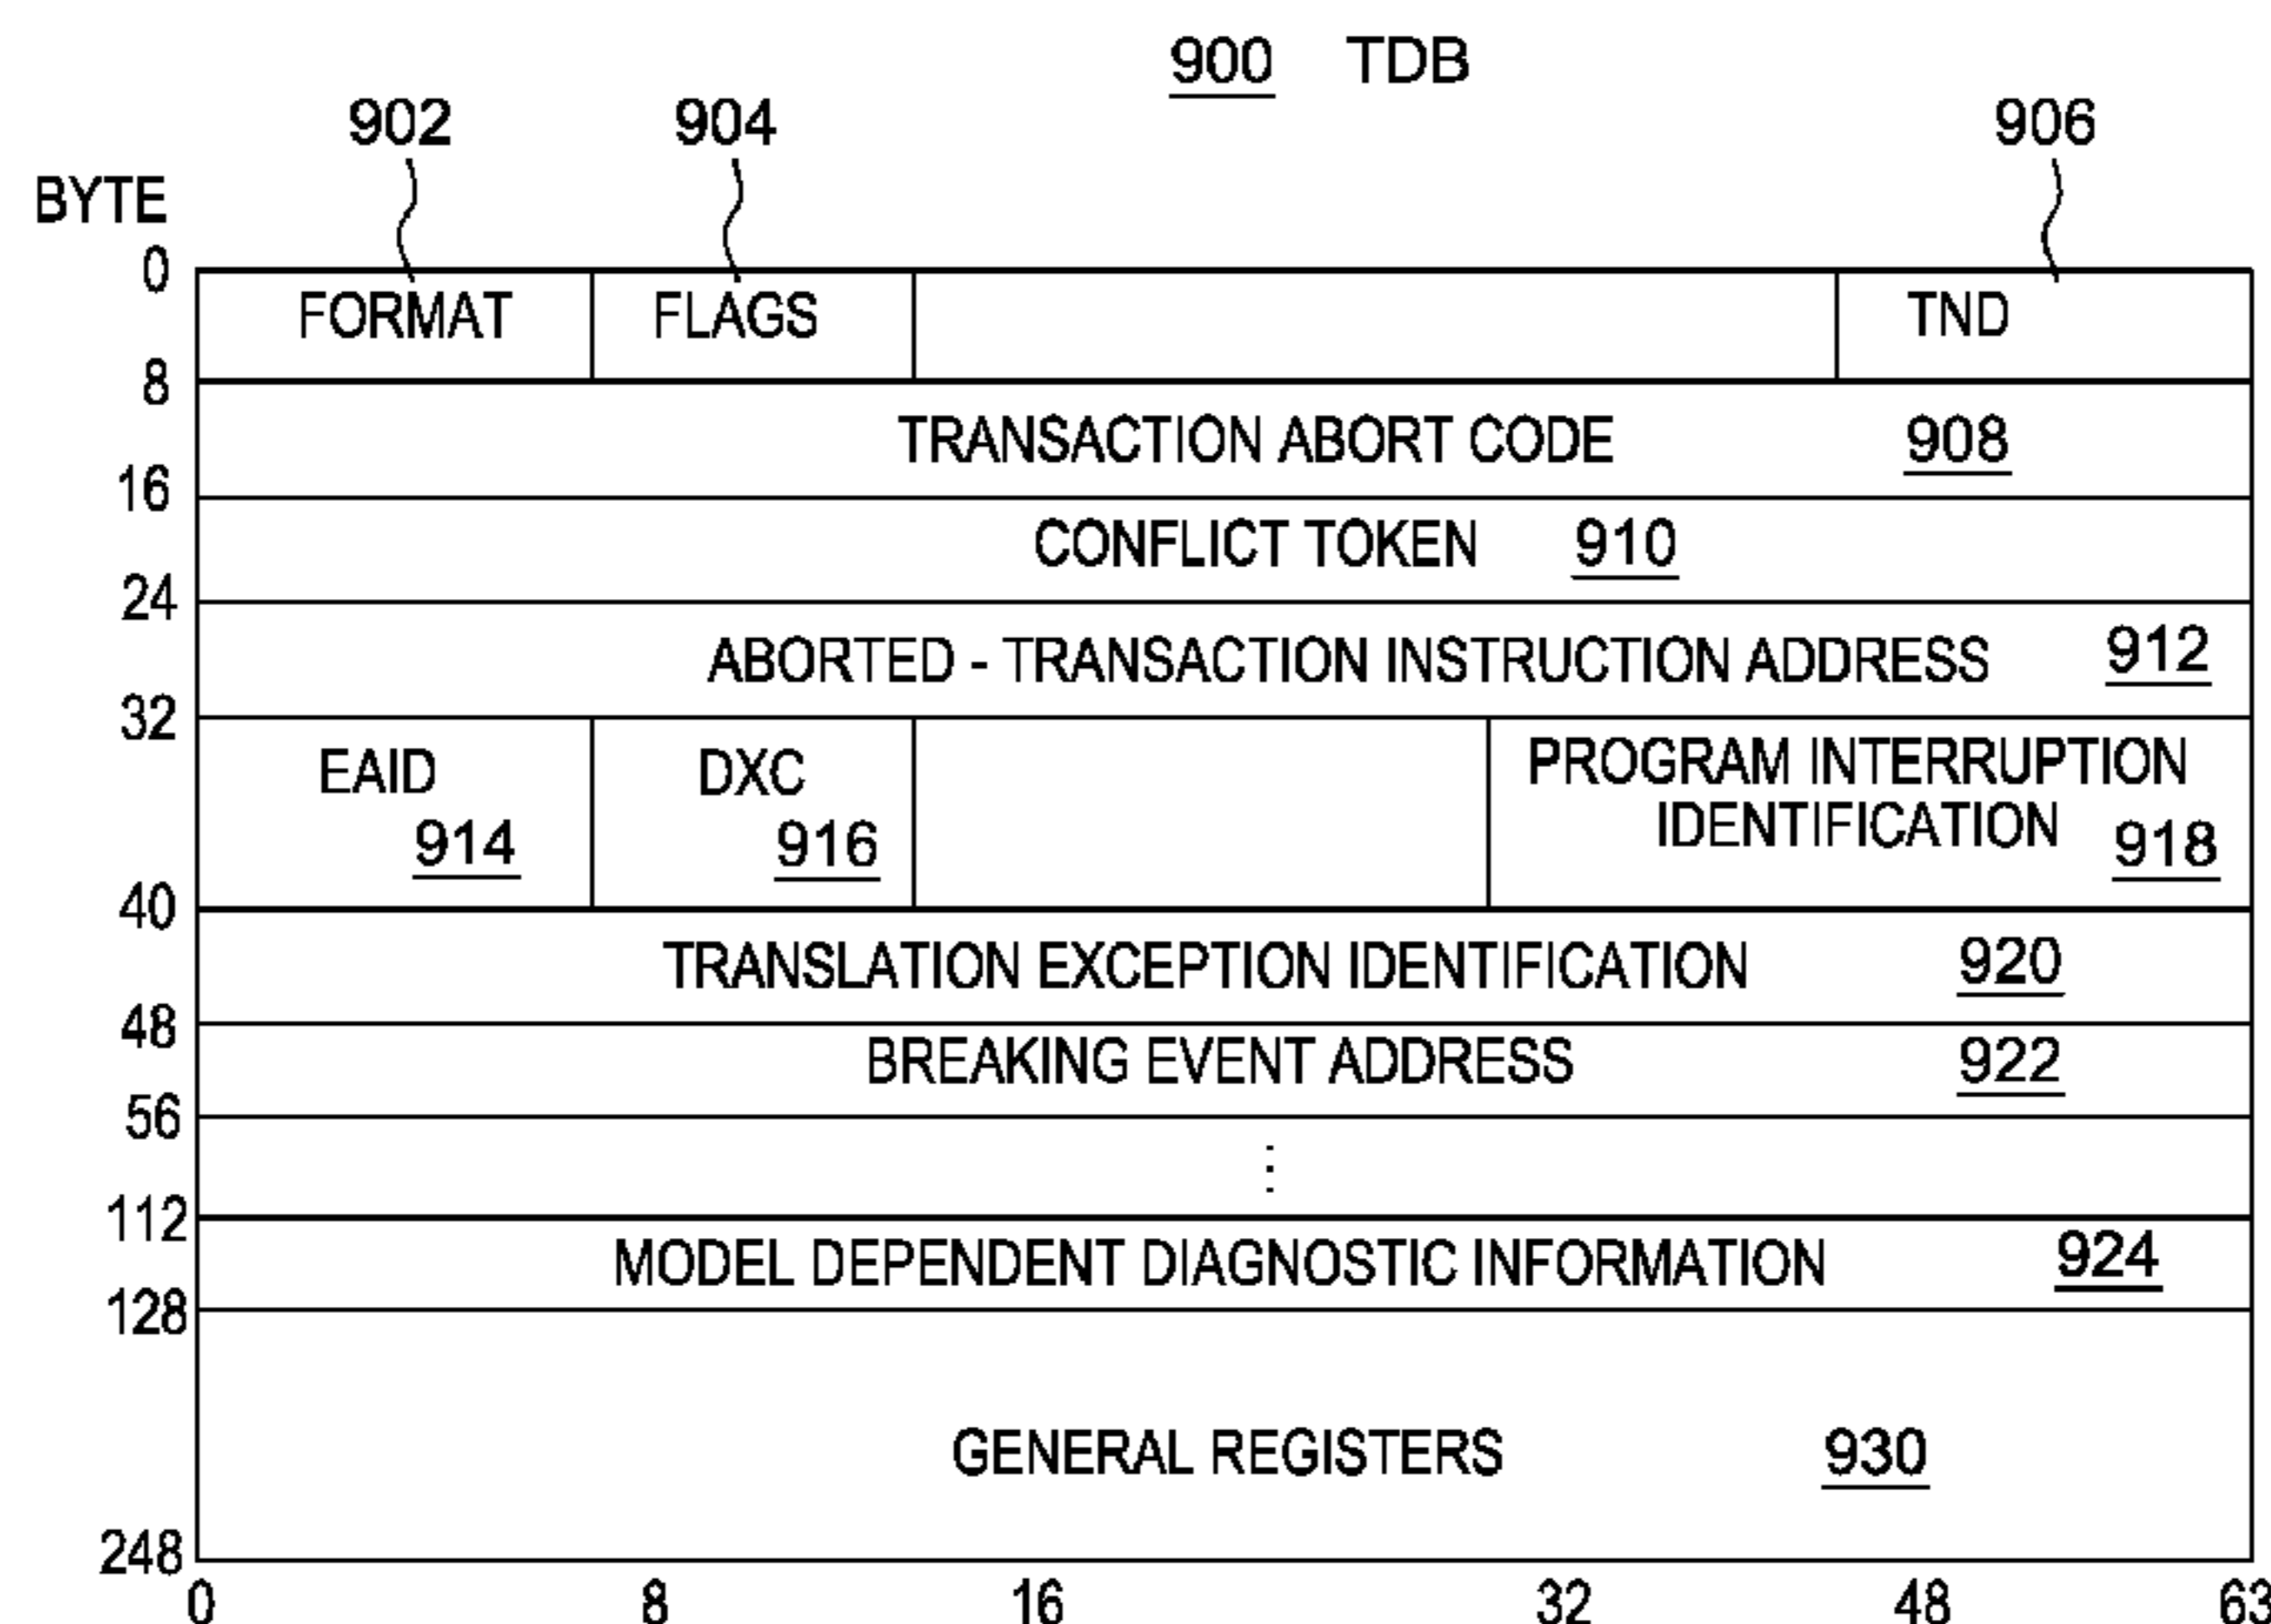 900 TDB
902 904 906
BYTE
0
FORMAT FLAGS TND
8
TRANSACTION ABORT CODE 908
16
CONFLICT TOKEN 910
24
ABORTED - TRANSACTION INSTRUCTION ADDRESS 912
32
EAID 914
DXC 916
PROGRAM INTERRUPTION
IDENTIFICATION 918
40
TRANSLATION EXCEPTION IDENTIFICATION 920
48
BREAKING EVENT ADDRESS 922
56
⋮
112
MODEL DEPENDENT DIAGNOSTIC INFORMATION 924
128
GENERAL REGISTERS 930
248
0 8 16 32 48 63